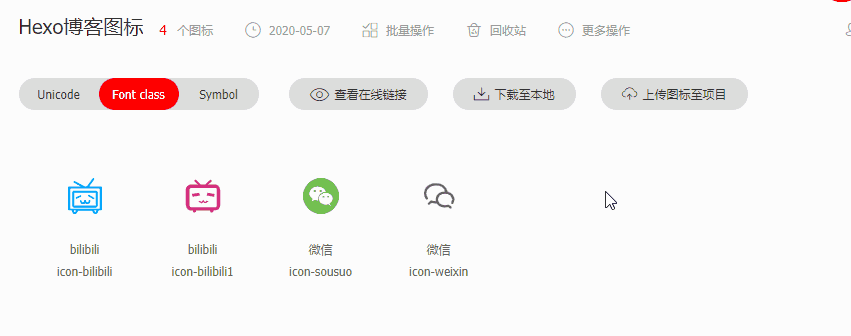 Hexo博客图标 4 个图标 2020-05-07 批量操作 回收站 更多操作
Unicode Font class Symbol 查看在线链接 下载至本地 上传图标至项目
bilibili bilibili 微信 微信
icon-bilibili icon-bilibili1 icon-sousuo icon-weixin